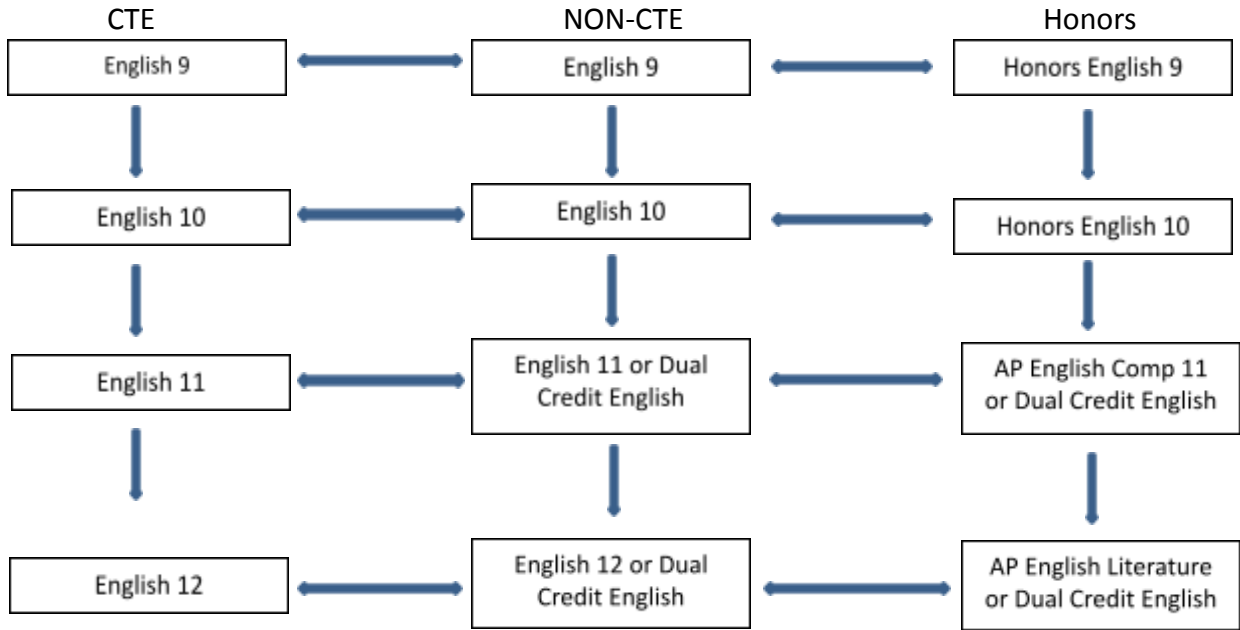 CTE
NON-CTE
Honors
English 9
English 9
Honors English 9
English 10
English 10
Honors English 10
English 11
English 11 or Dual
Credit English
AP English Comp 11
or Dual Credit English
English 12
English 12 or Dual
Credit English
AP English Literature
or Dual Credit English